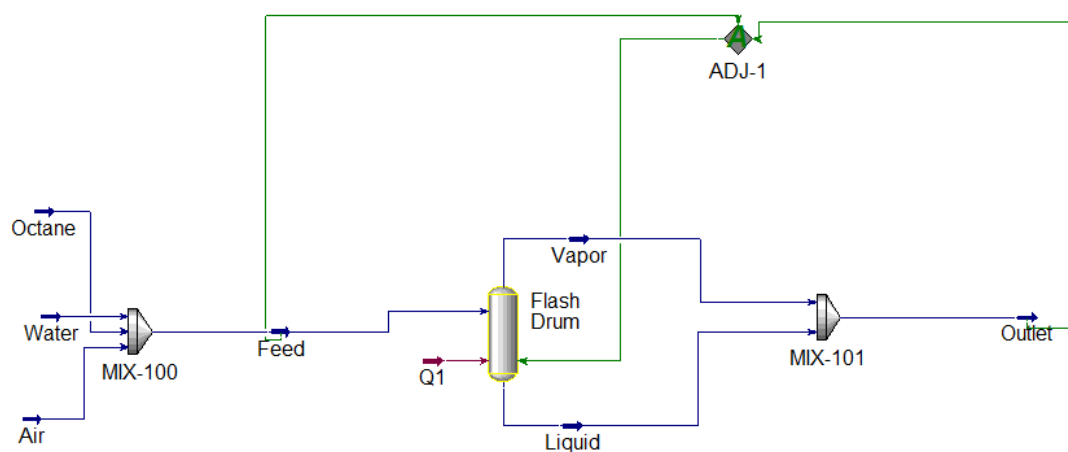 A
ADJ-1
Octane
Vapor
Flash
Drum
Water
Feed
Outlet
MIX-100
MIX-101
Q1
Air
Liquid